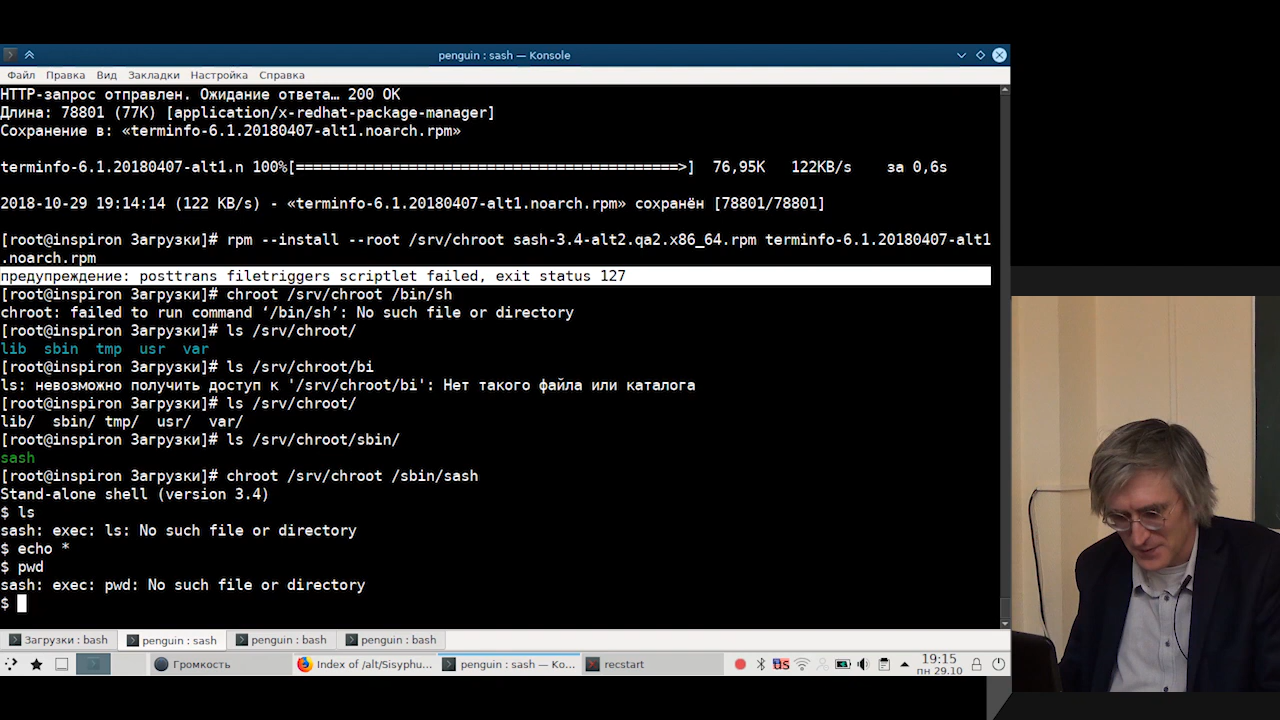 penguin : sash — Konsole
Файл Правка Вид Закладки Настройка Справка
HTTP-запрос отправлен. Ожидание ответа… 200 OK
Длина: 78801 (77K) [application/x-redhat-package-manager]
Сохранение в: «terminfo-6.1.20180407-alt1.noarch.rpm»
terminfo-6.1.20180407-alt1.n 100%[============================================>] 76,95K 122KB/s за 0,6s
2018-10-29 19:14:14 (122 KB/s) - «terminfo-6.1.20180407-alt1.noarch.rpm» сохранён [78801/78801]
[root@inspiron Загрузки]# rpm --install --root /srv/chroot sash-3.4-alt2.qa2.x86_64.rpm terminfo-6.1.20180407-alt1
.noarch.rpm
предупреждение: posttrans filetriggers scriptlet failed, exit status 127
[root@inspiron Загрузки]# chroot /srv/chroot /bin/sh
chroot: failed to run command ‘/bin/sh’: No such file or directory
[root@inspiron Загрузки]# ls /srv/chroot/
lib sbin tmp usr var
[root@inspiron Загрузки]# ls /srv/chroot/bi
ls: невозможно получить доступ к '/srv/chroot/bi': Нет такого файла или каталога
[root@inspiron Загрузки]# ls /srv/chroot/
lib/ sbin/ tmp/ usr/ var/
[root@inspiron Загрузки]# ls /srv/chroot/sbin/
sash
[root@inspiron Загрузки]# chroot /srv/chroot /sbin/sash
Stand-alone shell (version 3.4)
$ ls
sash: exec: ls: No such file or directory
$ echo *
$ pwd
sash: exec: pwd: No such file or directory
$
Загрузки : bash penguin : sash penguin : bash penguin : bash
Громкость Index of /alt/Sisyphu... penguin : sash — Ko... recstart US 19:15
пн 29.10